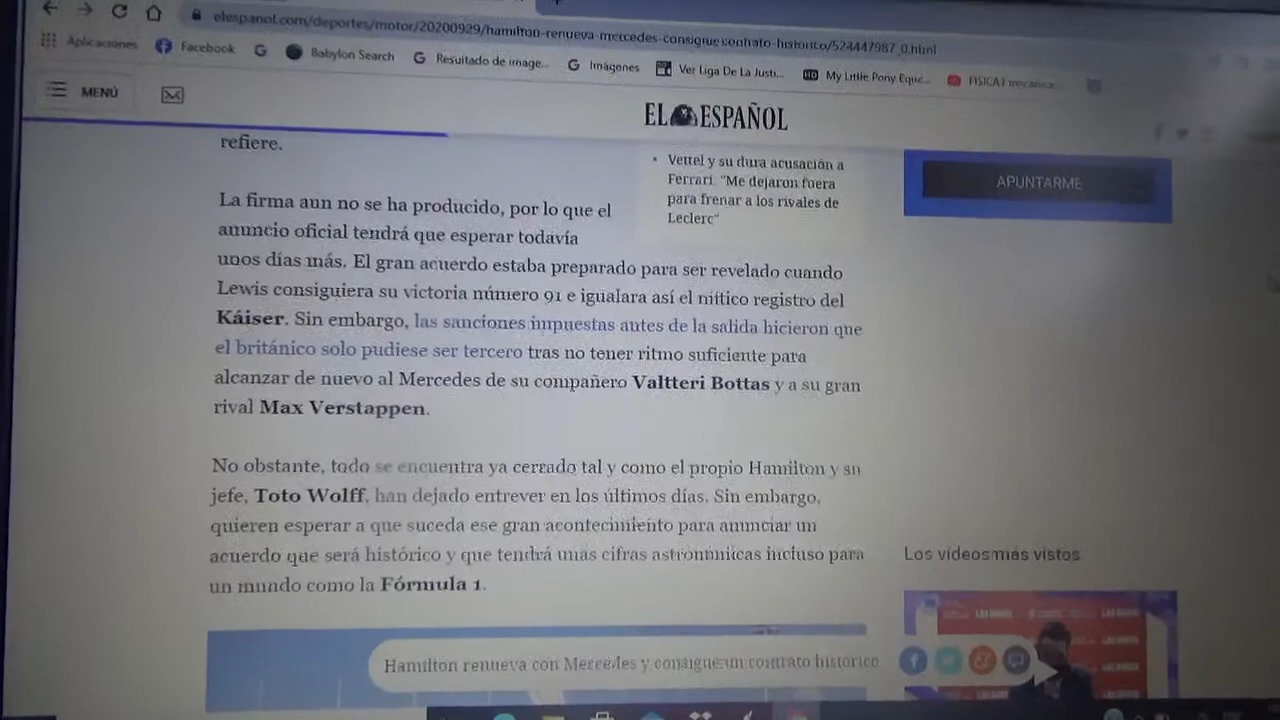 elespanol.com/deportes/motor/20200929/hamilton-renueva-mercedes-consigue-contrato-historico/524447987_0.html
Aplicaciones
Facebook
Babylon Search
Resultado de image...
Imágenes
Ver Liga De La Justi...
My Little Pony Eque...
FISICA I
MENÚ
EL ESPAÑOL
refiere.
• Vettel y su dura acusación a
Ferrari: "Me dejaron fuera
para frenar a los rivales de
Leclerc"
APUNTARME
La firma aun no se ha producido, por lo que el
anuncio oficial tendrá que esperar todavía
unos días más. El gran acuerdo estaba preparado para ser revelado cuando
Lewis consiguiera su victoria número 91 e igualara así el mítico registro del
Káiser. Sin embargo, las sanciones impuestas antes de la salida hicieron que
el británico solo pudiese ser tercero tras no tener ritmo suficiente para
alcanzar de nuevo al Mercedes de su compañero Valtteri Bottas y a su gran
rival Max Verstappen.
No obstante, todo se encuentra ya cerrado tal y como el propio Hamilton y su
jefe, Toto Wolff, han dejado entrever en los últimos días. Sin embargo,
quieren esperar a que suceda ese gran acontecimiento para anunciar un
acuerdo que será histórico y que tendrá unas cifras astronómicas incluso para
un mundo como la Fórmula 1.
Los vídeos más vistos
Hamilton renueva con Mercedes y consigue un contrato histórico